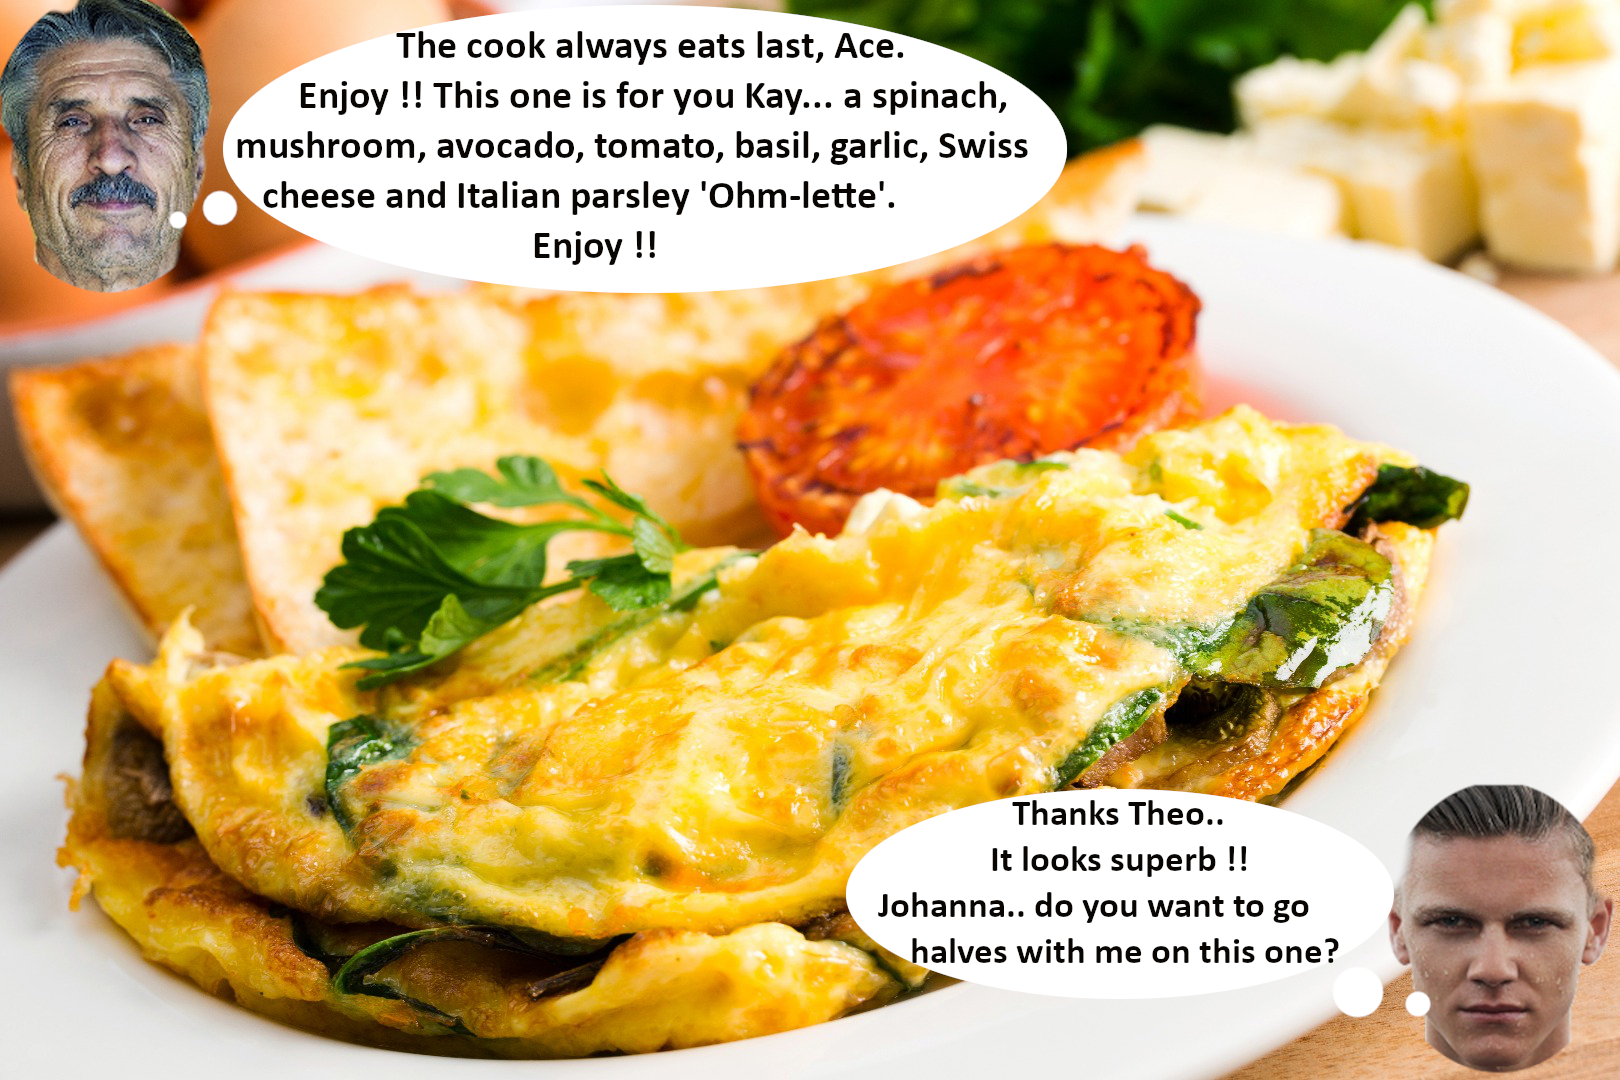 The cook always eats last, Ace.
Enjoy !! This one is for you Kay... a spinach,
mushroom, avocado, tomato, basil, garlic, Swiss
cheese and Italian parsley 'Ohm-lette'.
Enjoy !!
Thanks Theo..
It looks superb !!
Johanna.. do you want to go
halves with me on this one?